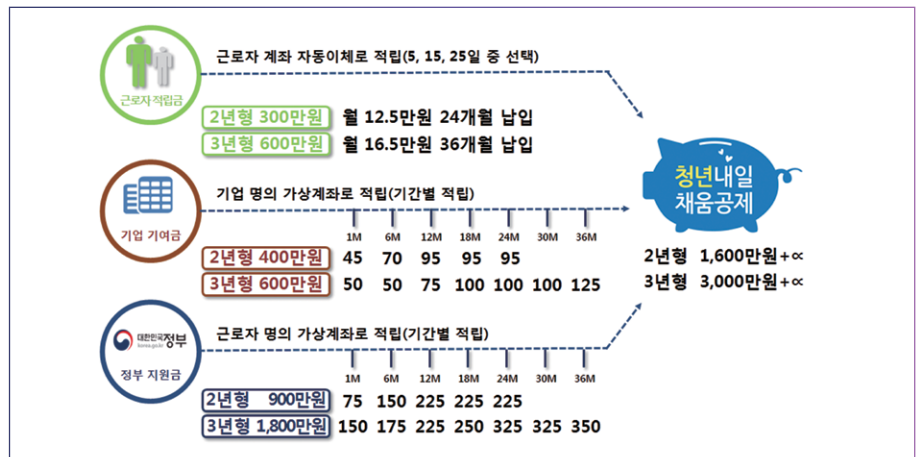 근로자 계좌 자동이체로 적립(5, 15, 25일 중 선택)
근로자 적립금
2년형 300만원 월 12.5만원 24개월 납입
3년형 600만원 월 16.5만원 36개월 납입
청년내일
채움공제
2년형 1,600만원+∝
3년형 3,000만원+∝
기업 명의 가상계좌로 적립(기간별 적립)
기업 기여금
1M 6M 12M 18M 24M 30M 36M
2년형 400만원 45 70 95 95 95
3년형 600만원 50 50 75 100 100 100 125
근로자 명의 가상계좌로 적립(기간별 적립)
대한민국정부
korea.go.kr
정부 지원금
1M 6M 12M 18M 24M 30M 36M
2년형 900만원 75 150 225 225 225
3년형 1,800만원 150 175 225 250 325 325 350